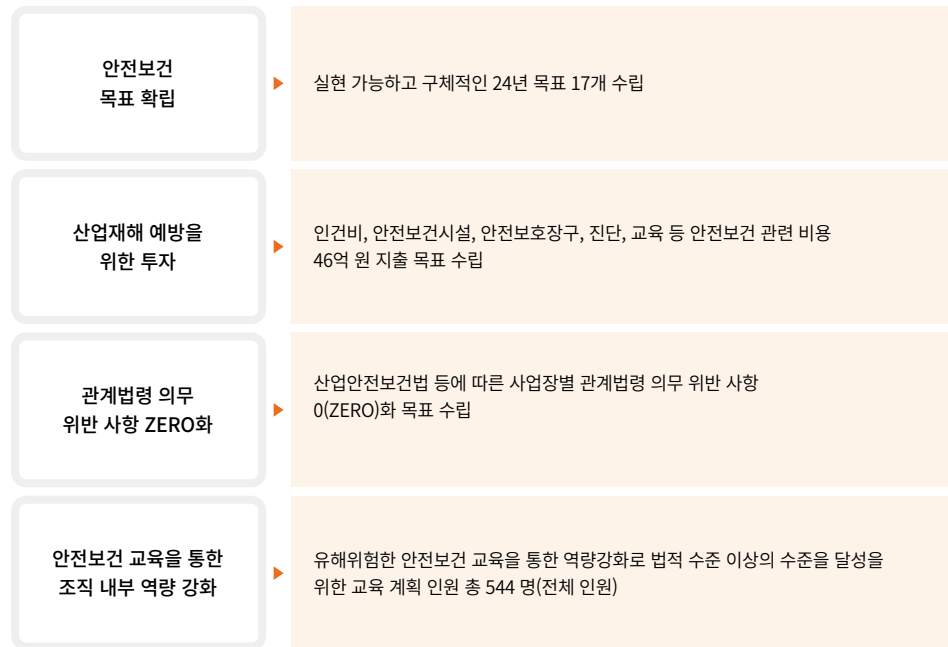 안전보건
목표 확립
실현 가능하고 구체적인 24년 목표 17개 수립
산업재해 예방을
위한 투자
인건비, 안전보건시설, 안전보호장구, 진단, 교육 등 안전보건 관련 비용
46억 원 지출 목표 수립
관계법령 의무
위반 사항 ZERO화
산업안전보건법 등에 따른 사업장별 관계법령 의무 위반 사항
0(ZERO)화 목표 수립
안전보건 교육을 통한
조직 내부 역량 강화
유해위험한 안전보건 교육을 통한 역량강화로 법적 수준 이상의 수준을 달성을
위한 교육 계획 인원 총 544 명(전체 인원)